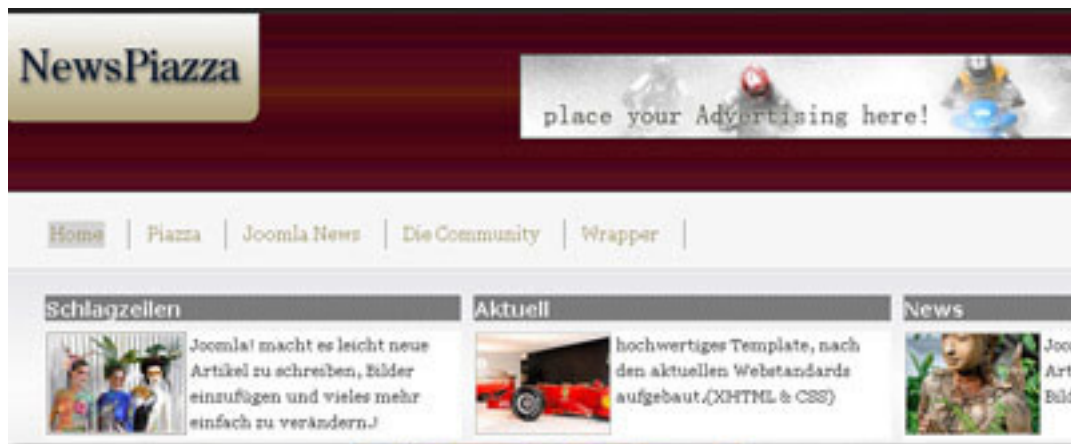 NewsPiazza
place your Advertising here!
Home Piazza Joomla News Die Community Wrapper
Schlagzeilen
Joomla! macht es leicht neue
Artikel zu schreiben, Bilder
einzufügen und vieles mehr
einfach zu verändern.!
Aktuell
hochwertiges Template, nach
den aktuellen Webstandards
aufgebaut.(XHTML & CSS)
News